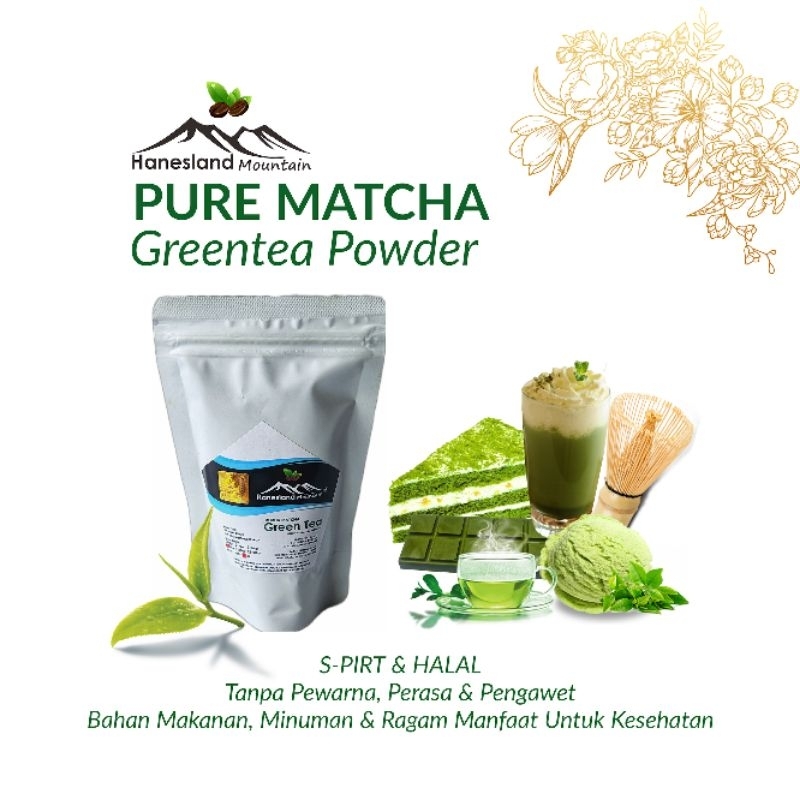 Hanesland Mountain
PURE MATCHA
Greentea Powder
Hanesland Mountain
Green Tea
S-PIRT & HALAL
Tanpa Pewarna, Perasa & Pengawet
Bahan Makanan, Minuman & Ragam Manfaat Untuk Kesehatan